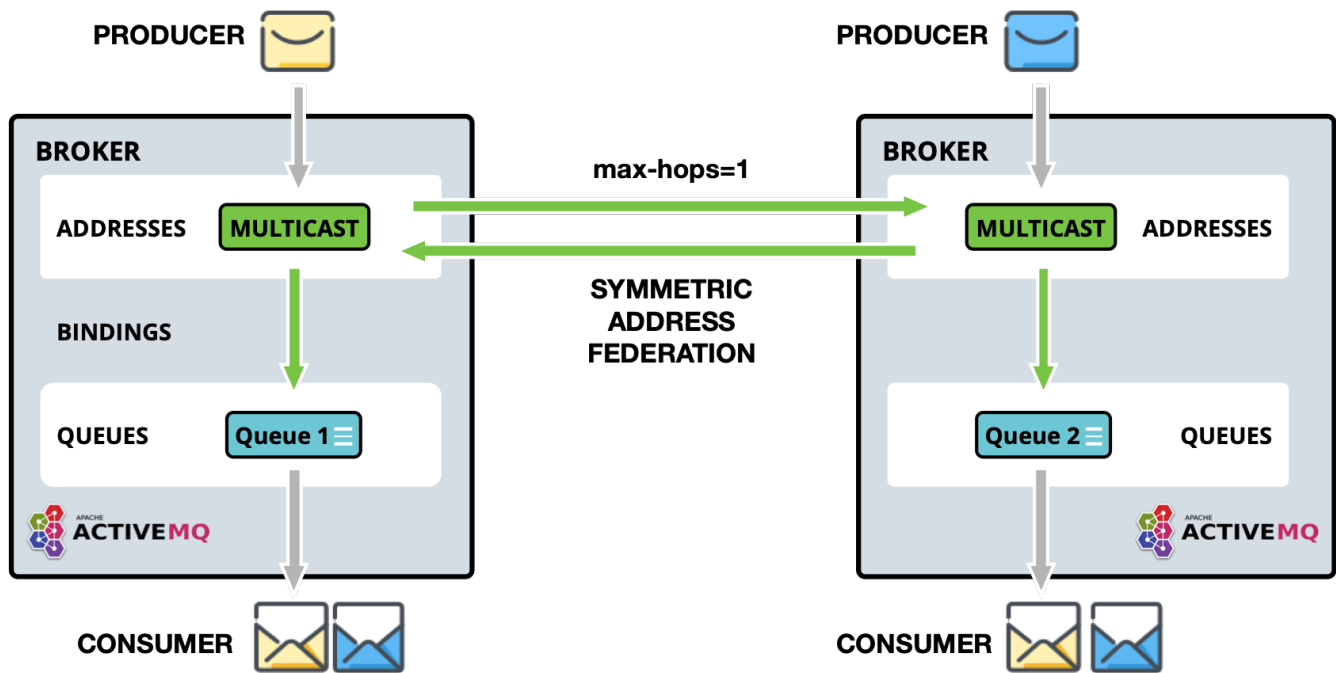 PRODUCER
PRODUCER
BROKER
BROKER
max-hops=1
ADDRESSES
MULTICAST
MULTICAST
ADDRESSES
SYMMETRIC
ADDRESS
FEDERATION
BINDINGS
QUEUES
Queue 1
Queue 2
QUEUES
APACHE
ACTIVEMQ
APACHE
ACTIVEMQ
CONSUMER
CONSUMER